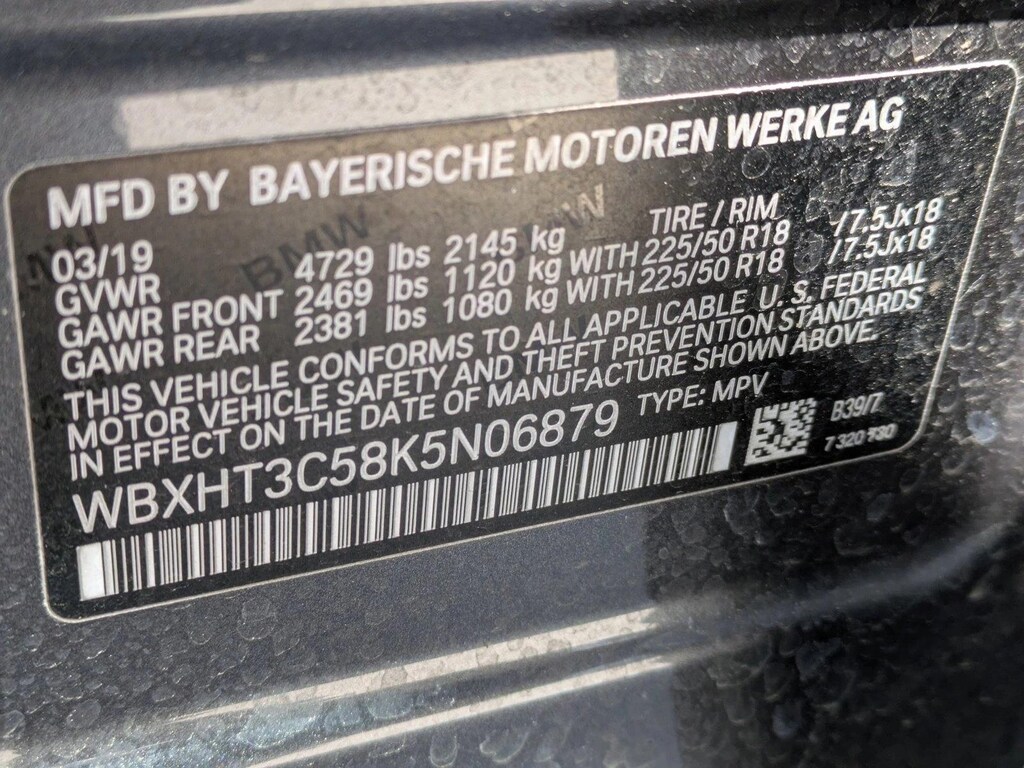 MFD BY BAYERISCHE MOTOREN WERKE AG
03/19 TIRE / RIM
GVWR 4729 lbs 2145 kg
GAWR FRONT 2469 lbs 1120 kg WITH 225/50 R18 /7.5Jx18
GAWR REAR 2381 lbs 1080 kg WITH 225/50 R18 /7.5Jx18
THIS VEHICLE CONFORMS TO ALL APPLICABLE U. S. FEDERAL
MOTOR VEHICLE SAFETY AND THEFT PREVENTION STANDARDS
IN EFFECT ON THE DATE OF MANUFACTURE SHOWN ABOVE.
WBXHT3C58K5N06879 TYPE: MPV
B39/7
7 320
BMW